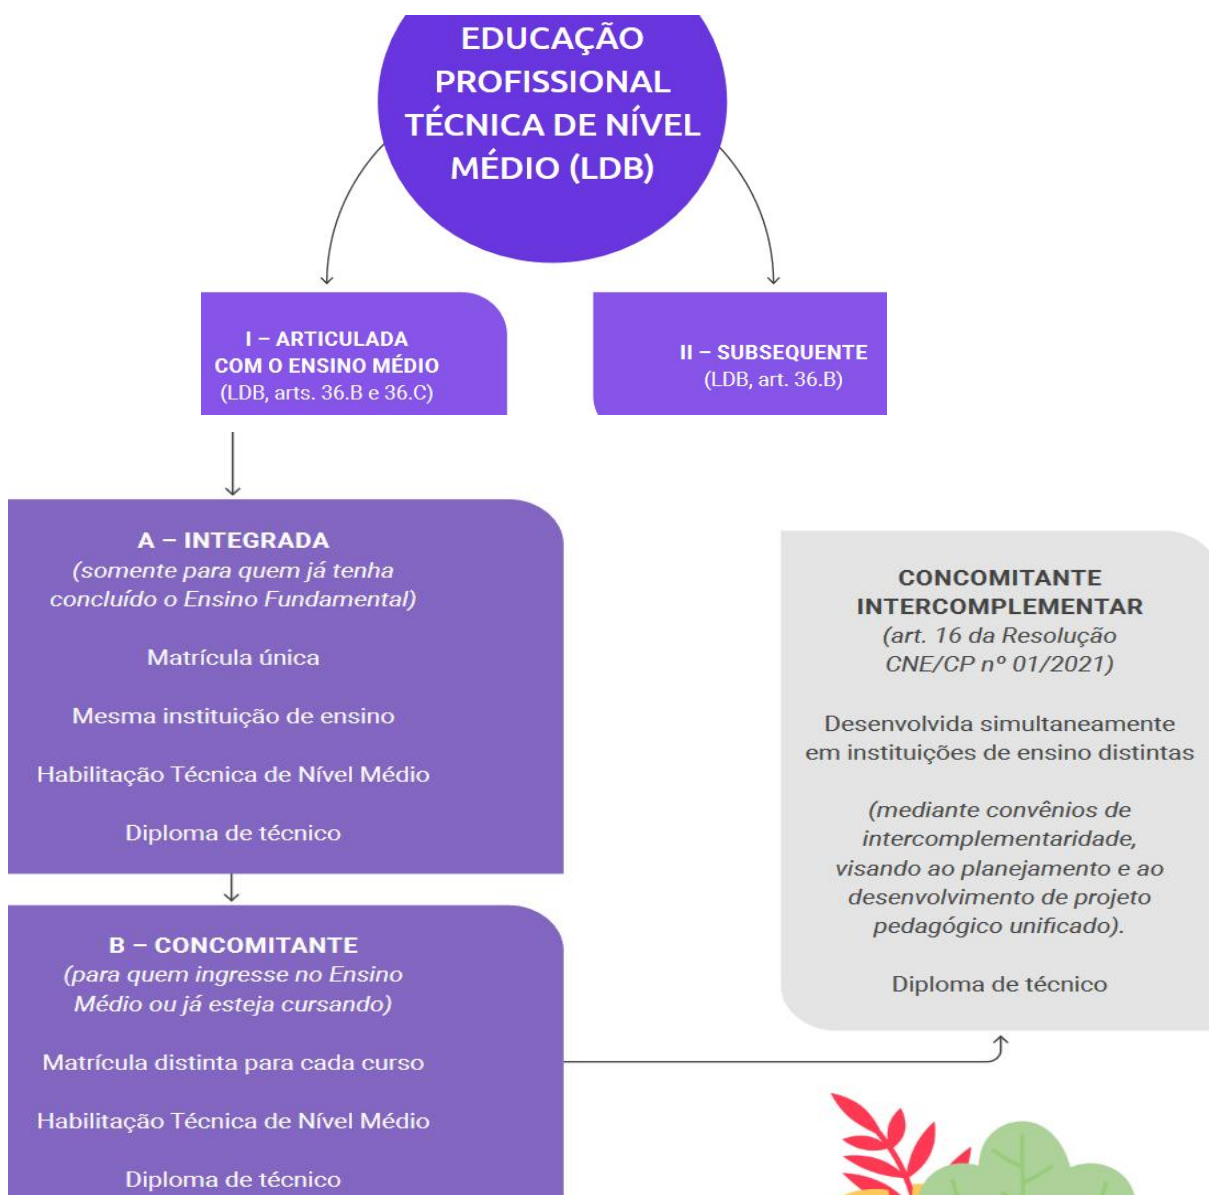 EDUCAÇÃO
PROFISSIONAL
TÉCNICA DE NÍVEL
MÉDIO (LDB)
I – ARTICULADA
COM O ENSINO MÉDIO
(LDB, arts. 36.B e 36.C)
II – SUBSEQUENTE
(LDB, art. 36.B)
A – INTEGRADA
(somente para quem já tenha
concluído o Ensino Fundamental)
Matrícula única
Mesma instituição de ensino
Habilitação Técnica de Nível Médio
Diploma de técnico
B – CONCOMITANTE
(para quem ingresse no Ensino
Médio ou já esteja cursando)
Matrícula distinta para cada curso
Habilitação Técnica de Nível Médio
Diploma de técnico
CONCOMITANTE
INTERCOMPLEMENTAR
(art. 16 da Resolução
CNE/CP nº 01/2021)
Desenvolvida simultaneamente
em instituições de ensino distintas
(mediante convênios de
intercomplementaridade,
visando ao planejamento e ao
desenvolvimento de projeto
pedagógico unificado).
Diploma de técnico